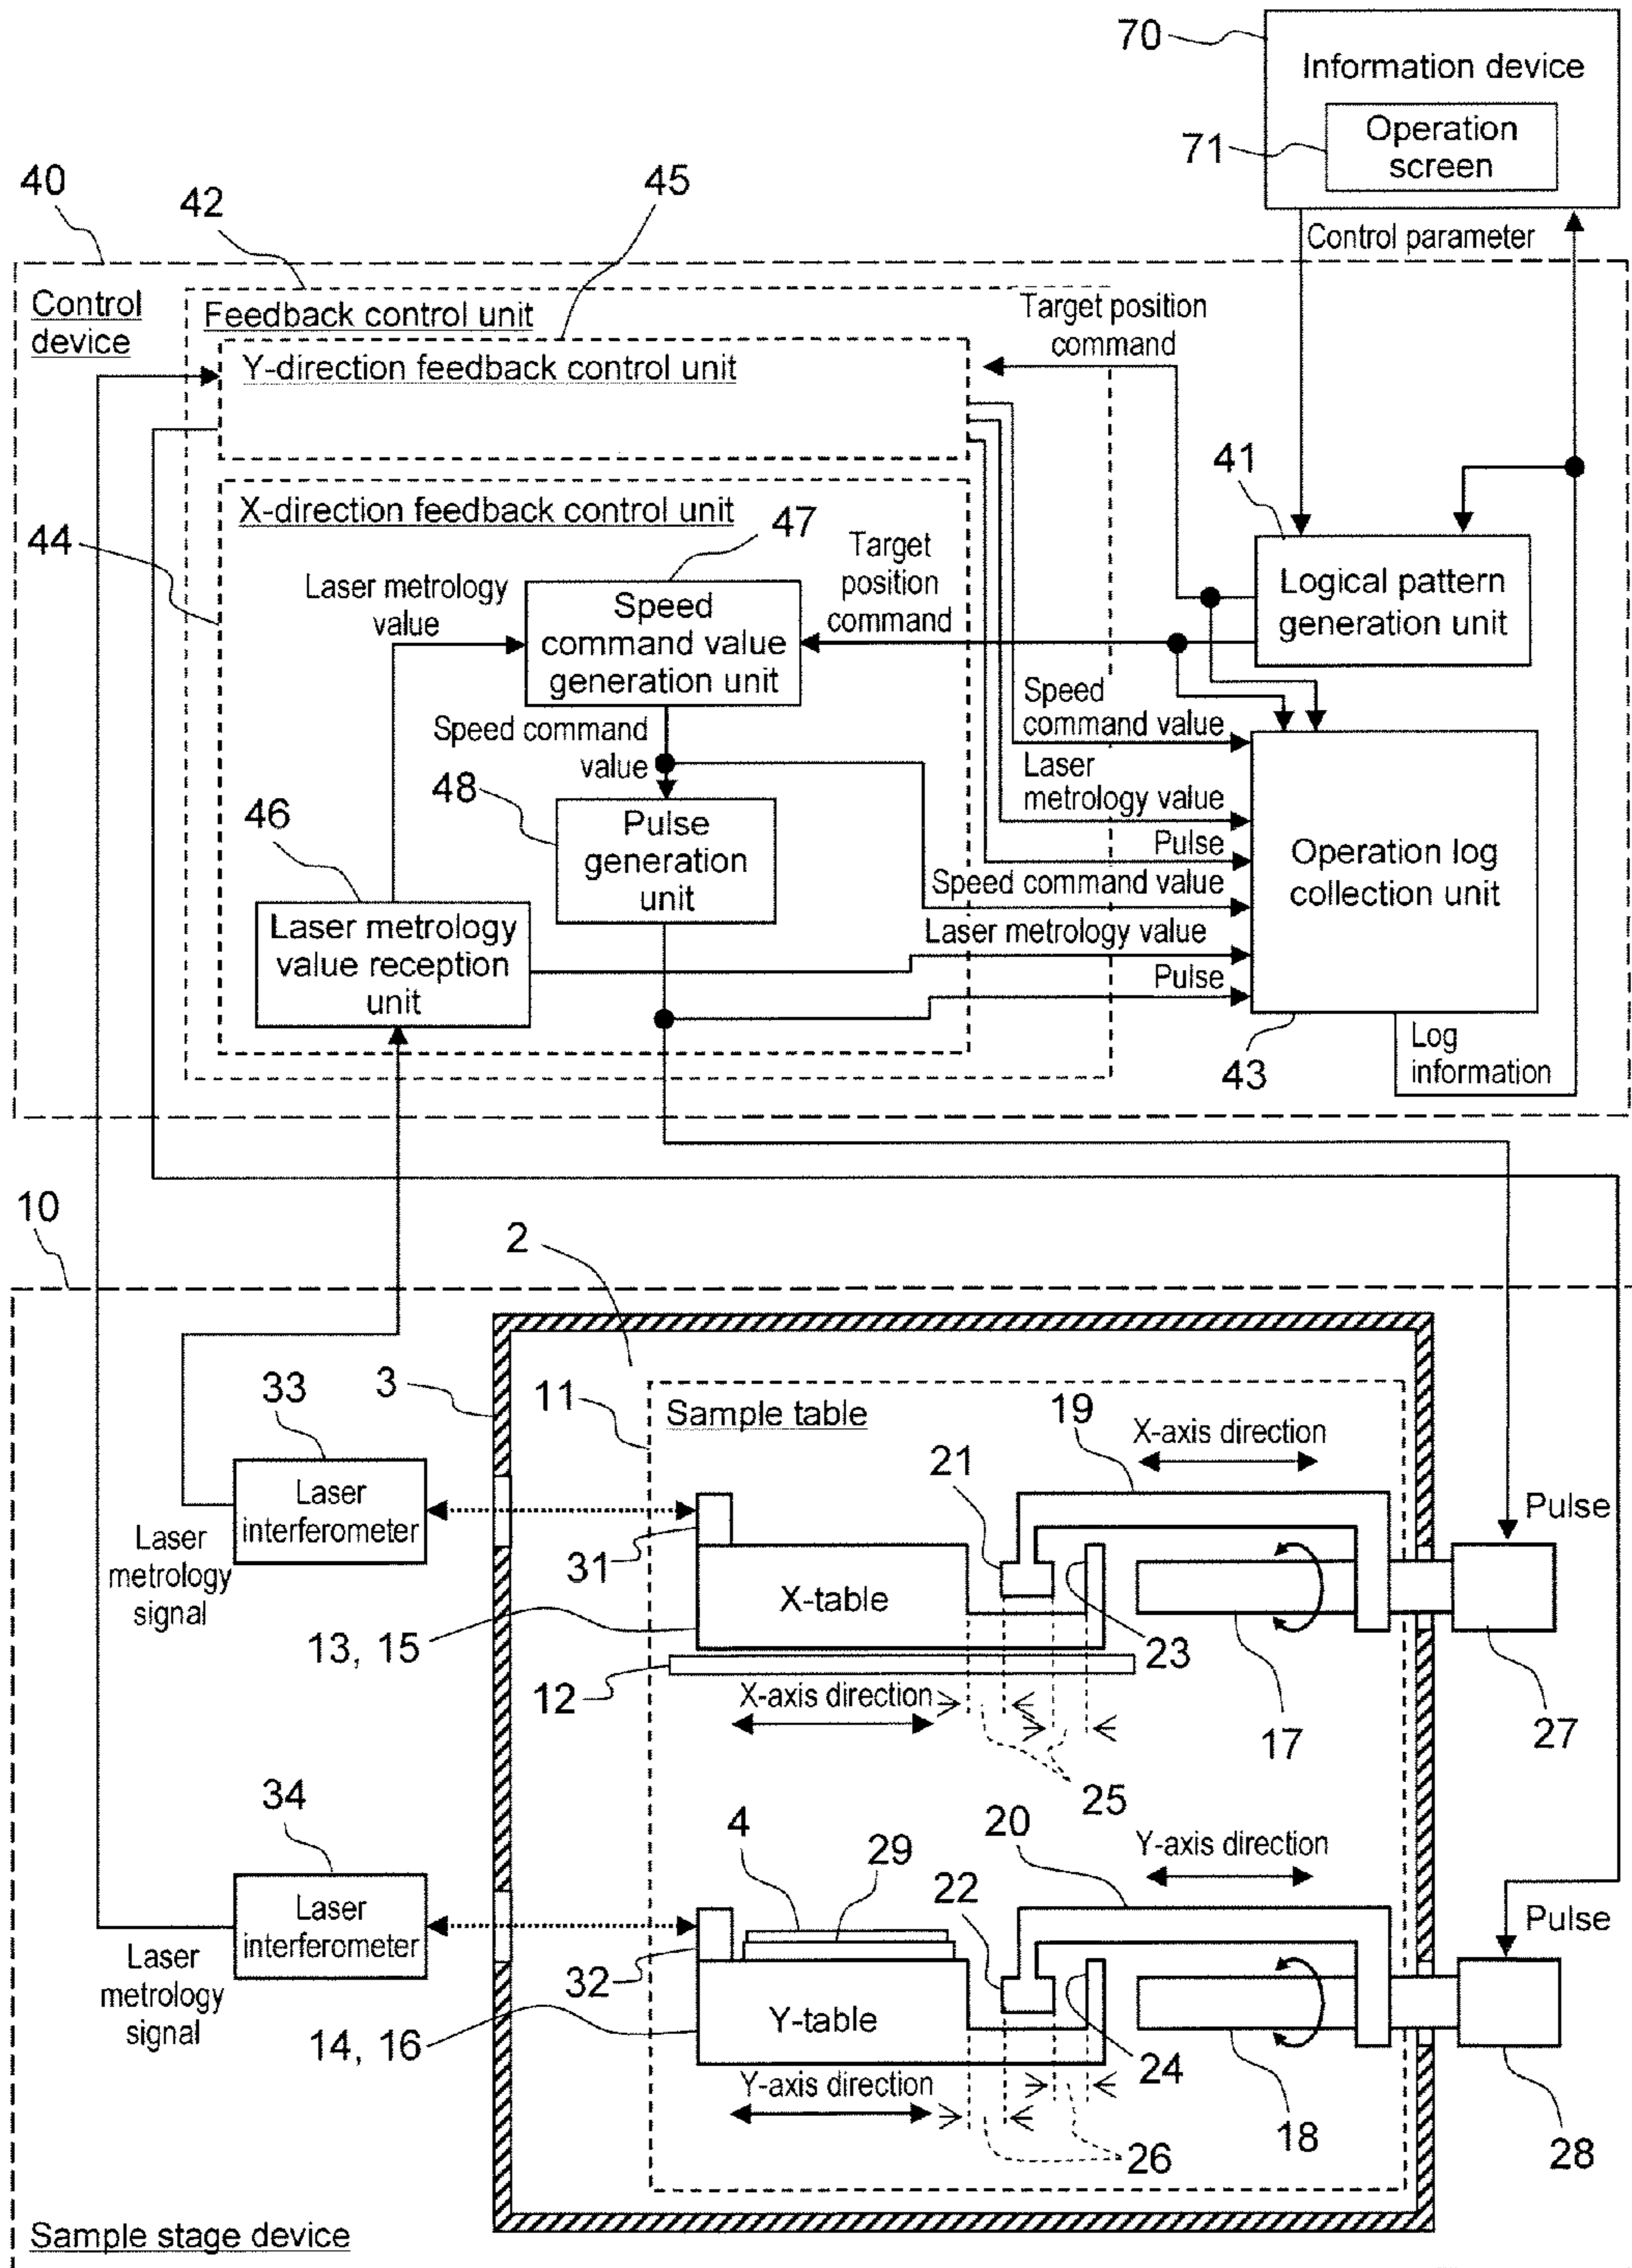 70
Information device
71
Operation
screen
40
42
45
Control parameter
Control
device
Feedback control unit
Target position
command
Y-direction feedback control unit
41
X-direction feedback control unit
47
44
Laser metrology
value
Target
position
command
Speed
command value
generation unit
Logical pattern
generation unit
Speed command
value
Speed
command value
48
Laser
metrology value
46
Pulse
generation
unit
Pulse
Operation log
collection unit
Speed command value
Laser metrology
value reception
unit
Laser metrology value
Pulse
43
Log
information
10
2
3
11
Sample table
19
X-axis direction
33
21
Laser
interferometer
Pulse
Laser
metrology
signal
31
X-table
13, 15
23
12
X-axis direction
17
27
25
34
4
29
20
Y-axis direction
22
Laser
interferometer
Pulse
Laser
metrology
signal
32
Y-table
14, 16
24
Y-axis direction
18
28
26
Sample stage device